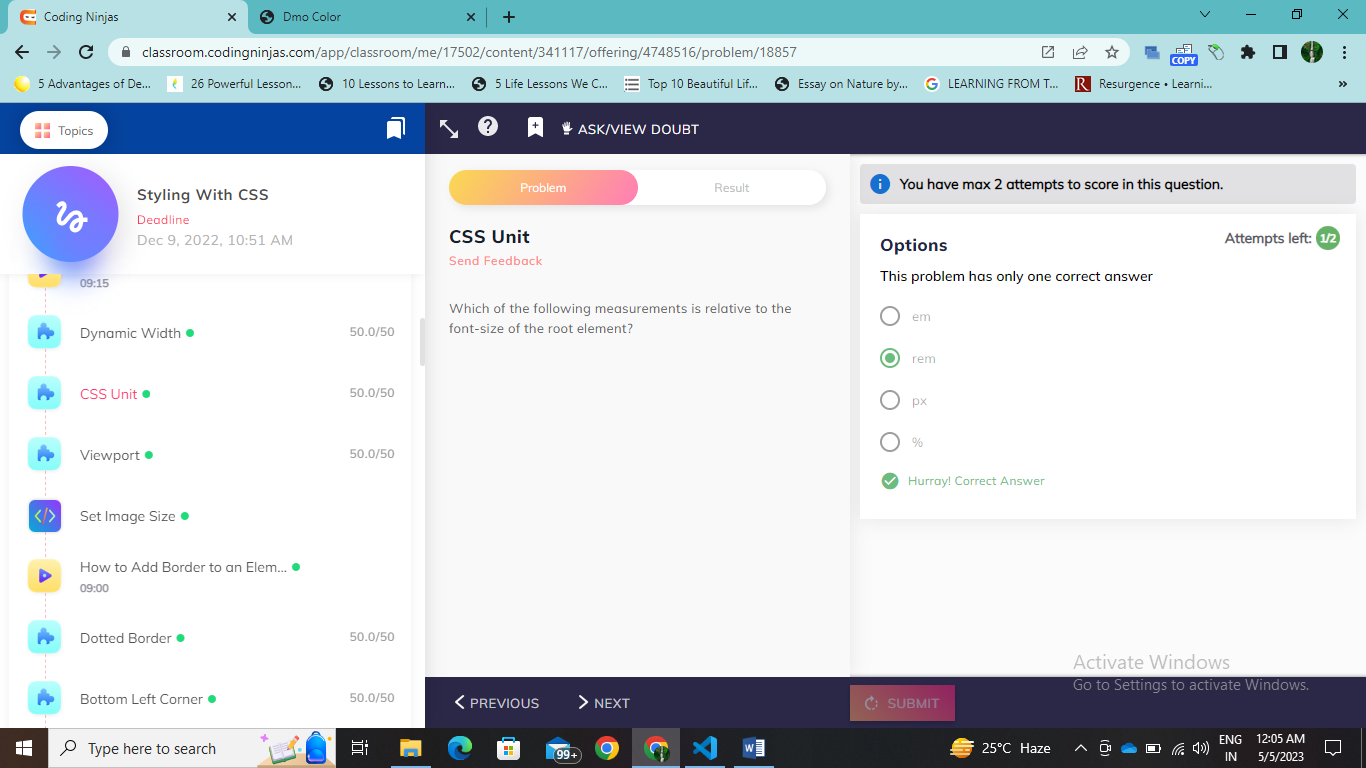 Coding Ninjas
Dmo Color
classroom.codingninjas.com/app/classroom/me/17502/content/341117/offering/4748516/problem/18857
COPY
5 Advantages of De...
26 Powerful Lesson...
10 Lessons to Learn...
5 Life Lessons We C...
Top 10 Beautiful Lif...
Essay on Nature by...
LEARNING FROM T...
Resurgence • Learni...
Topics
ASK/VIEW DOUBT
Styling With CSS
Deadline
Dec 9, 2022, 10:51 AM
09:15
Dynamic Width
50.0/50
CSS Unit
50.0/50
Viewport
50.0/50
Set Image Size
How to Add Border to an Elem...
09:00
Dotted Border
50.0/50
Bottom Left Corner
50.0/50
Problem
Result
CSS Unit
Send Feedback
Which of the following measurements is relative to the
font-size of the root element?
PREVIOUS
NEXT
You have max 2 attempts to score in this question.
Options
Attempts left: 1/2
This problem has only one correct answer
em
rem
px
%
Hurray! Correct Answer
Activate Windows
Go to Settings to activate Windows.
SUBMIT
Type here to search
99+
25°C Haze
ENG
IN
12:05 AM
5/5/2023